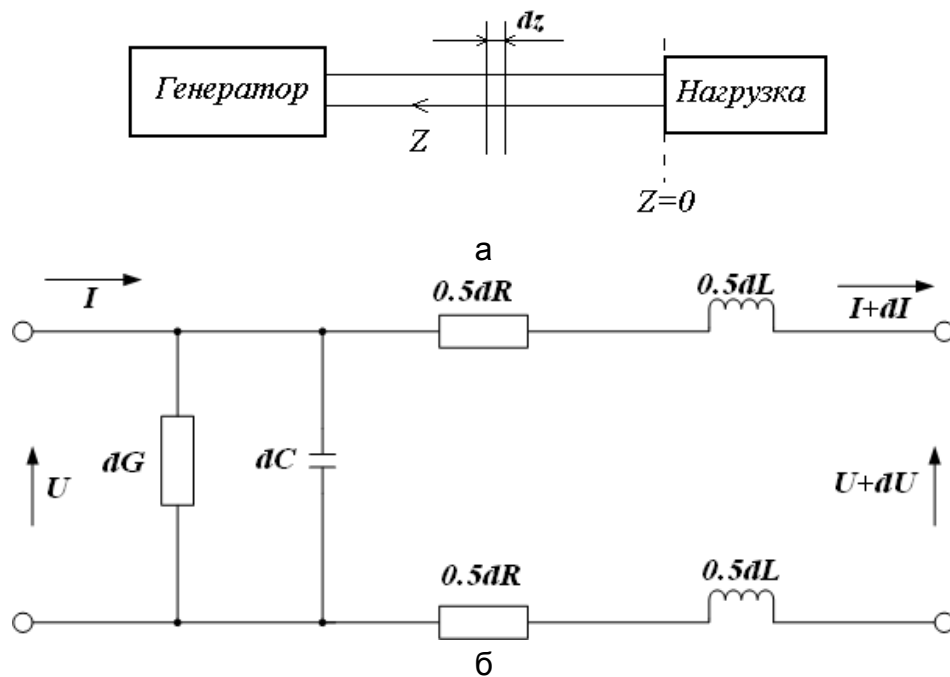 dz
Генератор
Нагрузка
Z
Z=0
а
I
0.5dR
0.5dL
I+dI
U
dG
dC
U+dU
0.5dR
0.5dL
б